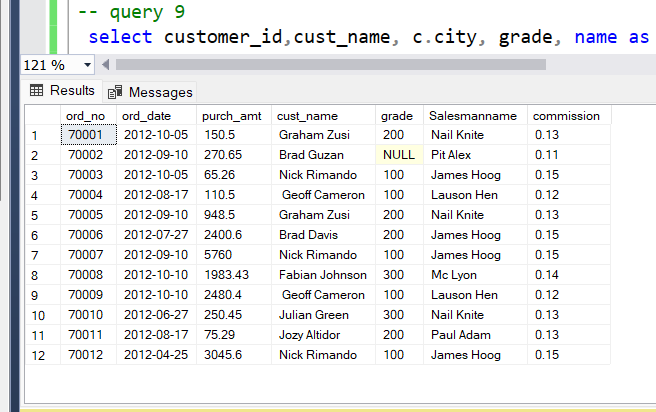 -- query 9
select customer_id,cust_name, c.city, grade, name as
121 %
Results Messages
ord_no ord_date purch_amt cust_name grade Salesmanname commission
1 70001 2012-10-05 150.5 Graham Zusi 200 Nail Knite 0.13
2 70002 2012-09-10 270.65 Brad Guzan NULL Pit Alex 0.11
3 70003 2012-10-05 65.26 Nick Rimando 100 James Hoog 0.15
4 70004 2012-08-17 110.5 Geoff Cameron 100 Lauson Hen 0.12
5 70005 2012-09-10 948.5 Graham Zusi 200 Nail Knite 0.13
6 70006 2012-07-27 2400.6 Brad Davis 200 James Hoog 0.15
7 70007 2012-09-10 5760 Nick Rimando 100 James Hoog 0.15
8 70008 2012-10-10 1983.43 Fabian Johnson 300 Mc Lyon 0.14
9 70009 2012-10-10 2480.4 Geoff Cameron 100 Lauson Hen 0.12
10 70010 2012-06-27 250.45 Julian Green 300 Nail Knite 0.13
11 70011 2012-08-17 75.29 Jozy Altidor 200 Paul Adam 0.13
12 70012 2012-04-25 3045.6 Nick Rimando 100 James Hoog 0.15